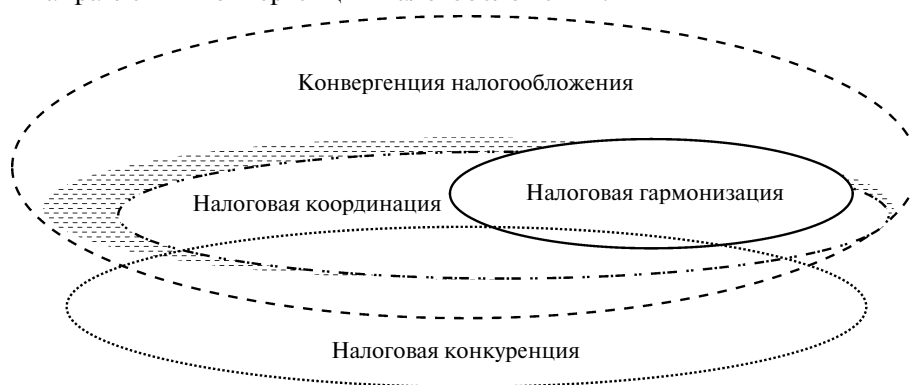 Конвергенция налогообложения
Налоговая гармонизация
Налоговая координация
Налоговая конкуренция